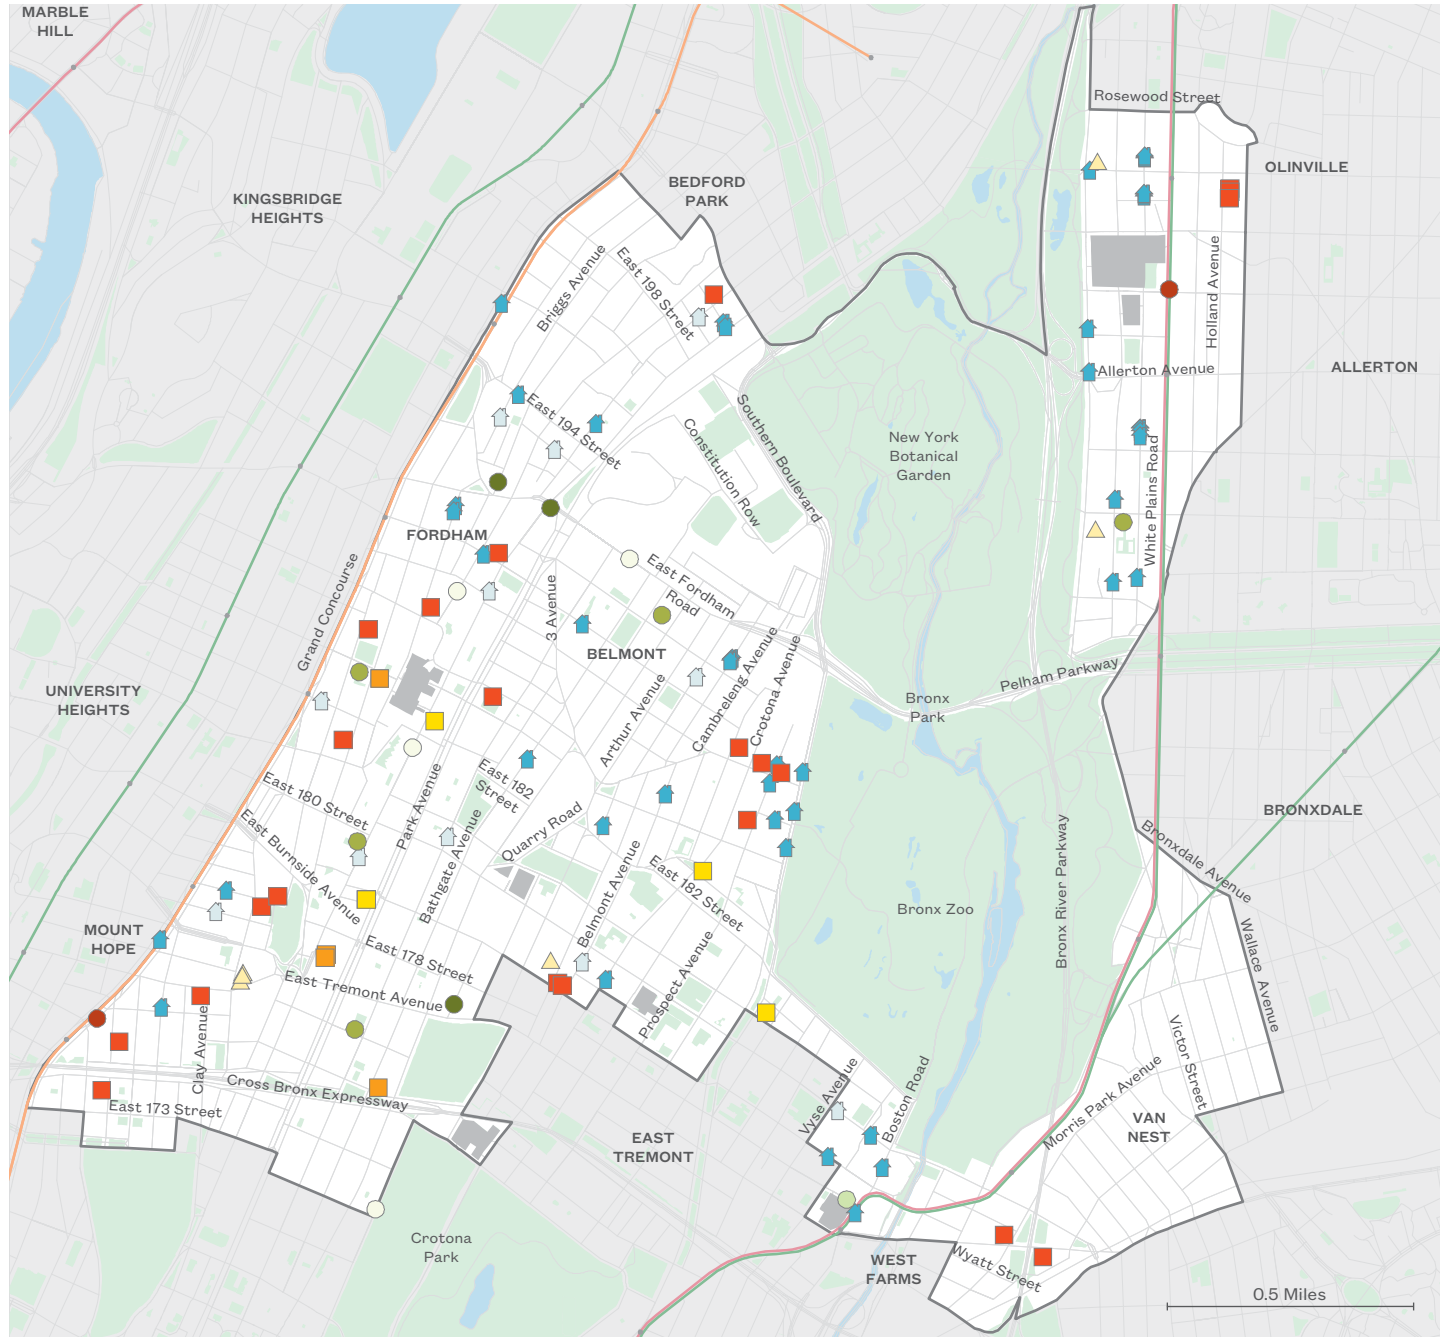 MARBLE
HILL
Rosewood Street
OLINVILLE
BEDFORD
PARK
KINGSBRIDGE
HEIGHTS
Briggs Avenue
East 198 Street
Holland Avenue
Allerton Avenue
ALLERTON
East 194 Street
Constitution Row
Southern Boulevard
New York
Botanical
Garden
White Plains Road
FORDHAM
East Fordham
Road
3 Avenue
Grand Concourse
BELMONT
Cambreleng Avenue
Crotona Avenue
Arthur Avenue
Pelham Parkway
UNIVERSITY
HEIGHTS
Bronx
Park
East 182
Street
East 180 Street
Park Avenue
Quarry Road
BRONXDALE
East Burnside Avenue
Bathgate Avenue
Belmont Avenue
East 182 Street
Bronx River Parkway
Bronxdale Avenue
Bronx Zoo
MOUNT
HOPE
East 178 Street
Prospect Avenue
Wallace Avenue
East Tremont Avenue
Clay Avenue
Victor Street
Vyse Avenue
Boston Road
Morris Park Avenue
Cross Bronx Expressway
East 173 Street
VAN
NEST
EAST
TREMONT
Crotona
Park
WEST
FARMS
Wyatt Street
0.5 Miles